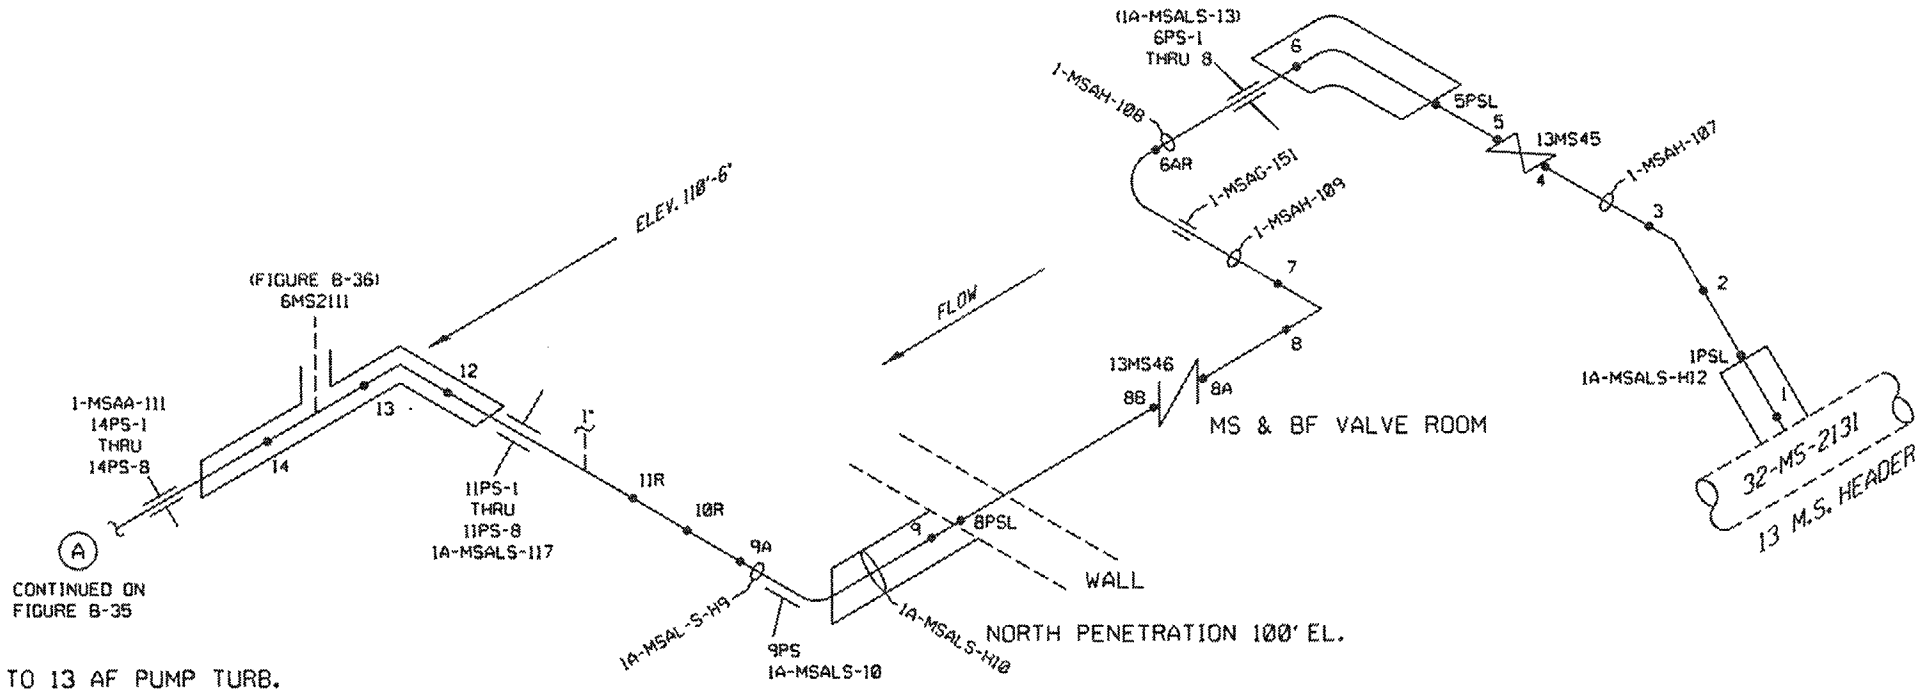 (1A-MSALS-13)
6PS-1
THRU 8
6
1-MSAH-108
5PSL
5
13MS45
4
1-MSAH-107
6AR
3
1-MSAG-151
1-MSAH-109
ELEV. 110'-6"
7
2
(FIGURE B-36)
6MS2111
FLOW
8
1PSL
1A-MSALS-H12
1
13MS46
8A
8B
12
13
MS & BF VALVE ROOM
1-MSAA-111
14PS-1
THRU
14PS-8
14
1"
32-MS-2131
13 M.S. HEADER
11PS-1
THRU
11PS-8
1A-MSALS-117
11R
10R
9
8PSL
9A
A
CONTINUED ON
FIGURE B-35
WALL
1A-MSAL-S-H9
9PS
1A-MSALS-10
1A-MSALS-H10
NORTH PENETRATION 100' EL.
TO 13 AF PUMP TURB.